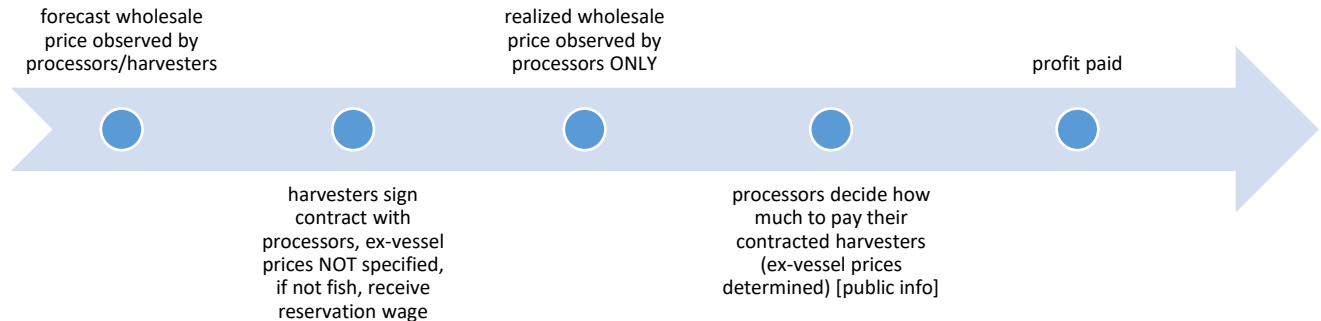 forecast wholesale
price observed by
processors/harvesters
harvesters sign
contract with
processors, ex-vessel
prices NOT specified,
if not fish, receive
reservation wage
realized wholesale
price observed by
processors ONLY
processors decide how
much to pay their
contracted harvesters
(ex-vessel prices
determined) [public info]
profit paid